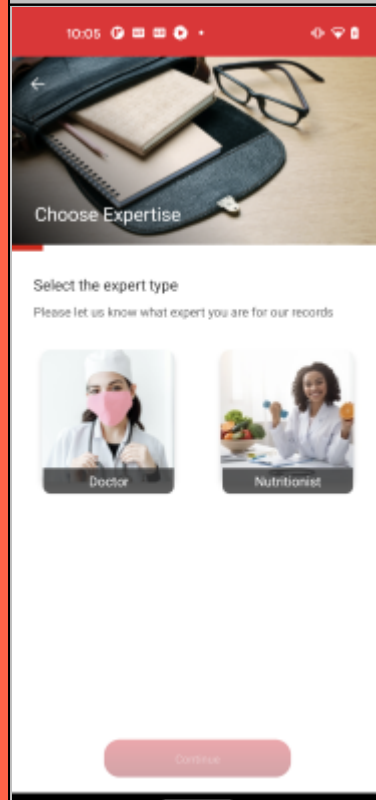 10:05
Choose Expertise
Select the expert type
Please let us know what expert you are for our records
Doctor
Nutritionist
Continue